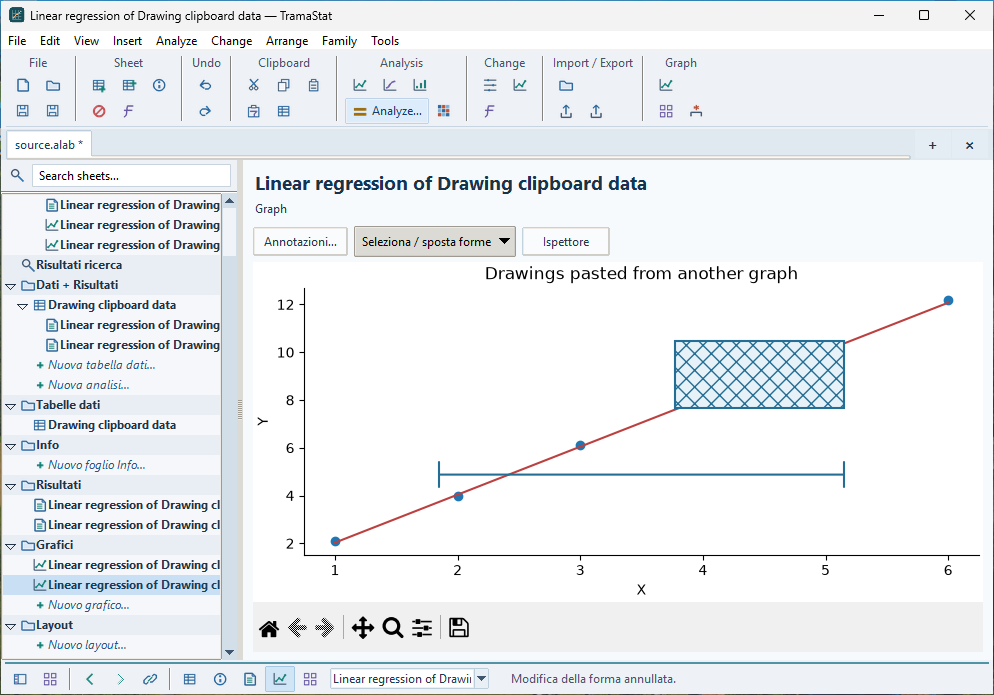 Linear regression of Drawing clipboard data — TramaStat
File Edit View Insert Analyze Change Arrange Family Tools
File Sheet Undo Clipboard Analysis Change Import / Export Graph
Analyze...
source.alab *
Search sheets...
Linear regression of Drawing
Linear regression of Drawing
Linear regression of Drawing
Risultati ricerca
Dati + Risultati
Drawing clipboard data
Linear regression of Drawing
Linear regression of Drawing
Nuova tabella dati...
Nuova analisi...
Tabelle dati
Drawing clipboard data
Info
Nuovo foglio Info...
Risultati
Linear regression of Drawing cl
Linear regression of Drawing cl
Grafici
Linear regression of Drawing cl
Linear regression of Drawing cl
Nuovo grafico...
Layout
Nuovo layout...
Linear regression of Drawing clipboard data
Graph
Annotazioni... Seleziona / sposta forme Ispettore
Drawings pasted from another graph
12
10
8
6
4
2
Y
1 2 3 4 5 6
X
Linear regression of Drawin Modifica della forma annullata.